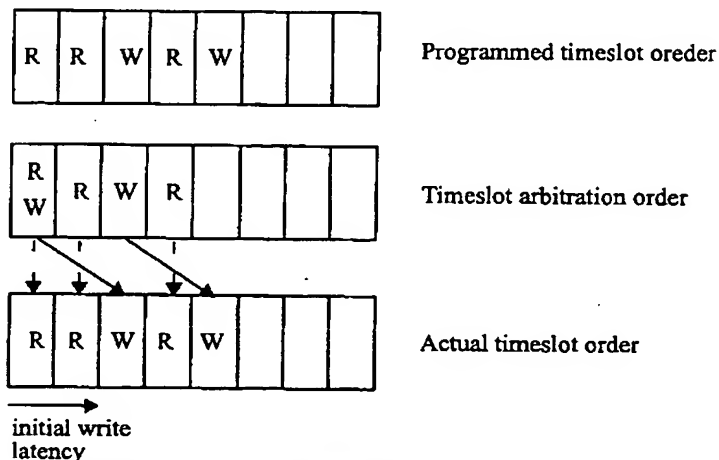 R R W R W
Programmed timeslot oreder
R
W
R W R
Timeslot arbitration order
R R W R W
Actual timeslot order
initial write
latency